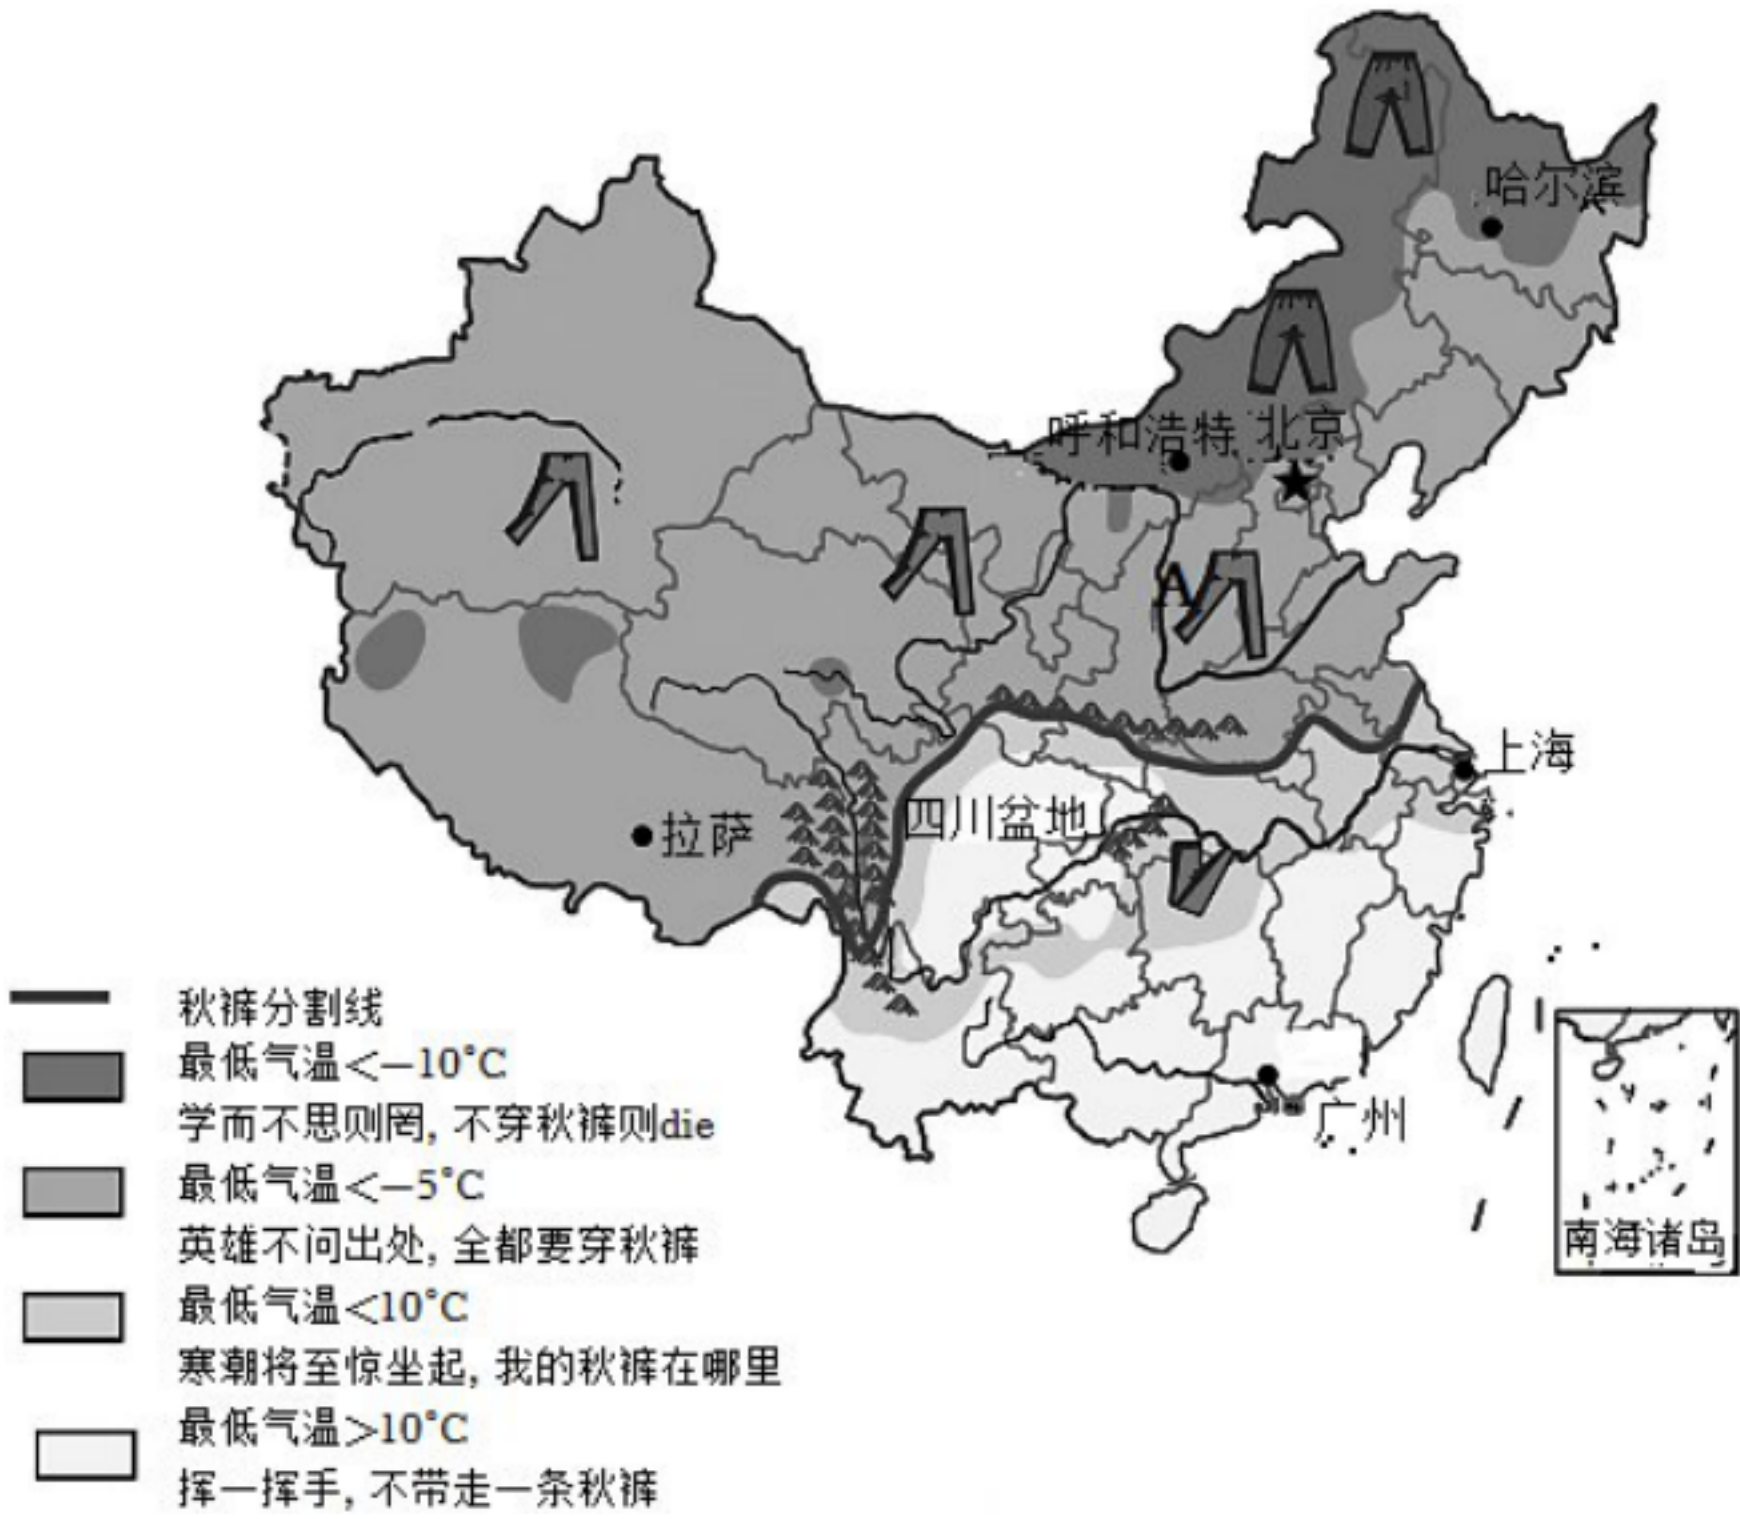 哈尔滨
呼和浩特
北京
A
上海
四川盆地
拉萨
广州
南海诸岛
秋裤分割线
最低气温<-10°C
学而不思则罔，不穿秋裤则die
最低气温<-5°C
英雄不问出处，全都要穿秋裤
最低气温<10°C
寒潮将至惊坐起，我的秋裤在哪里
最低气温>10°C
挥一挥手，不带走一条秋裤